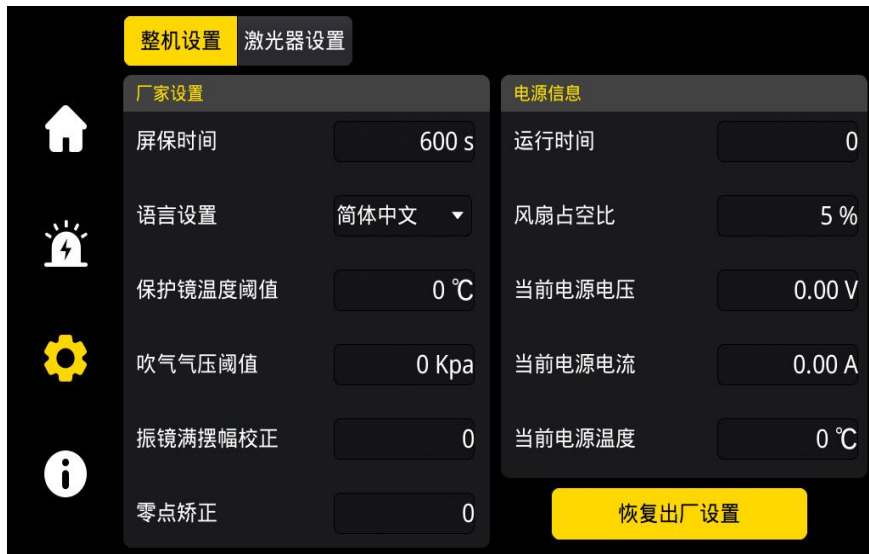 整机设置 激光器设置
厂家设置
屏保时间 600 s
语言设置 简体中文
保护镜温度阈值 0 ℃
吹气气压阈值 0 Kpa
振镜满摆幅校正 0
零点矫正 0
电源信息
运行时间 0
风扇占空比 5 %
当前电源电压 0.00 V
当前电源电流 0.00 A
当前电源温度 0 ℃
恢复出厂设置